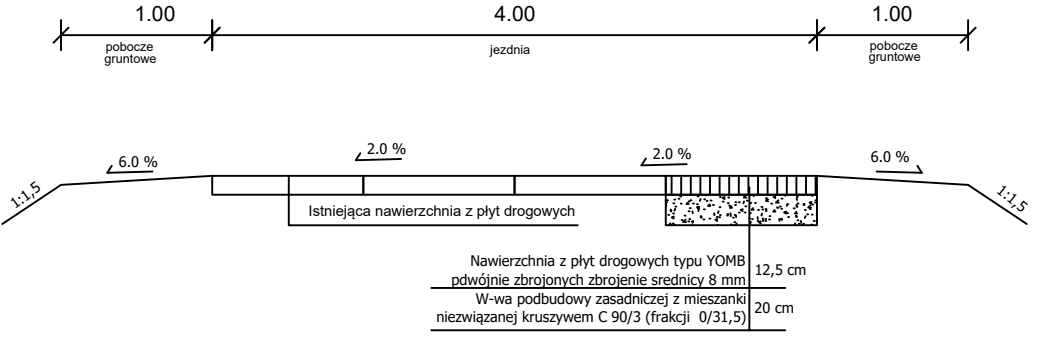 1.00 4.00 1.00
pobocze gruntowe
jezdnia
pobocze gruntowe
6.0 % 2.0 % 2.0 % 6.0 %
1:1,5 1:1,5
Istniejąca nawierzchnia z płyt drogowych
Nawierzchnia z płyt drogowych typu YOMB
pdwójnie zbrojonych zbrojenie srednicy 8 mm
12,5 cm
W-wa podbudowy zasadniczej z mieszanki
niezwiązanej kruszywem C 90/3 (frakcji 0/31,5)
20 cm